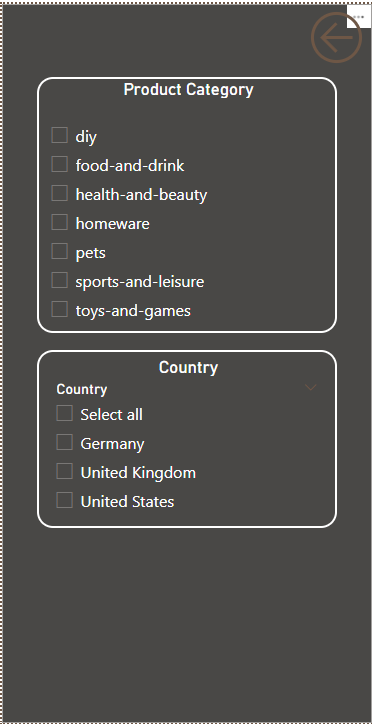 Product Category
diy
food-and-drink
health-and-beauty
homeware
pets
sports-and-leisure
toys-and-games
Country
Country
Select all
Germany
United Kingdom
United States